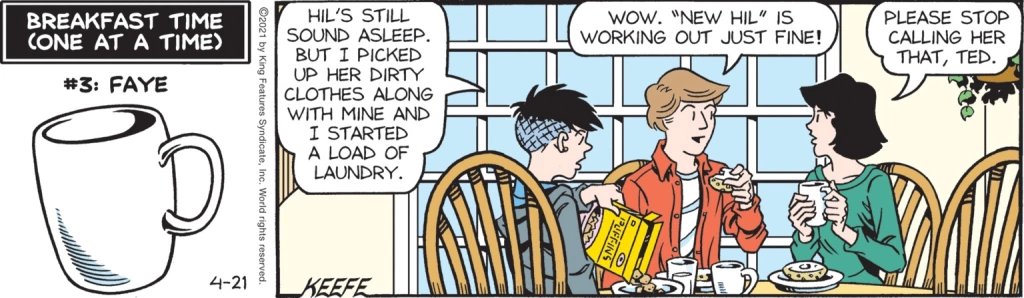 BREAKFAST TIME
(ONE AT A TIME)
#3: FAYE
4-21
©2021 by King Features Syndicate, Inc. World rights reserved.
HIL'S STILL
SOUND ASLEEP.
BUT I PICKED
UP HER DIRTY
CLOTHES ALONG
WITH MINE AND
I STARTED
A LOAD OF
LAUNDRY.
WOW. "NEW HIL" IS
WORKING OUT JUST FINE!
PLEASE STOP
CALLING HER
THAT, TED.
PUFFINS
KEEFE